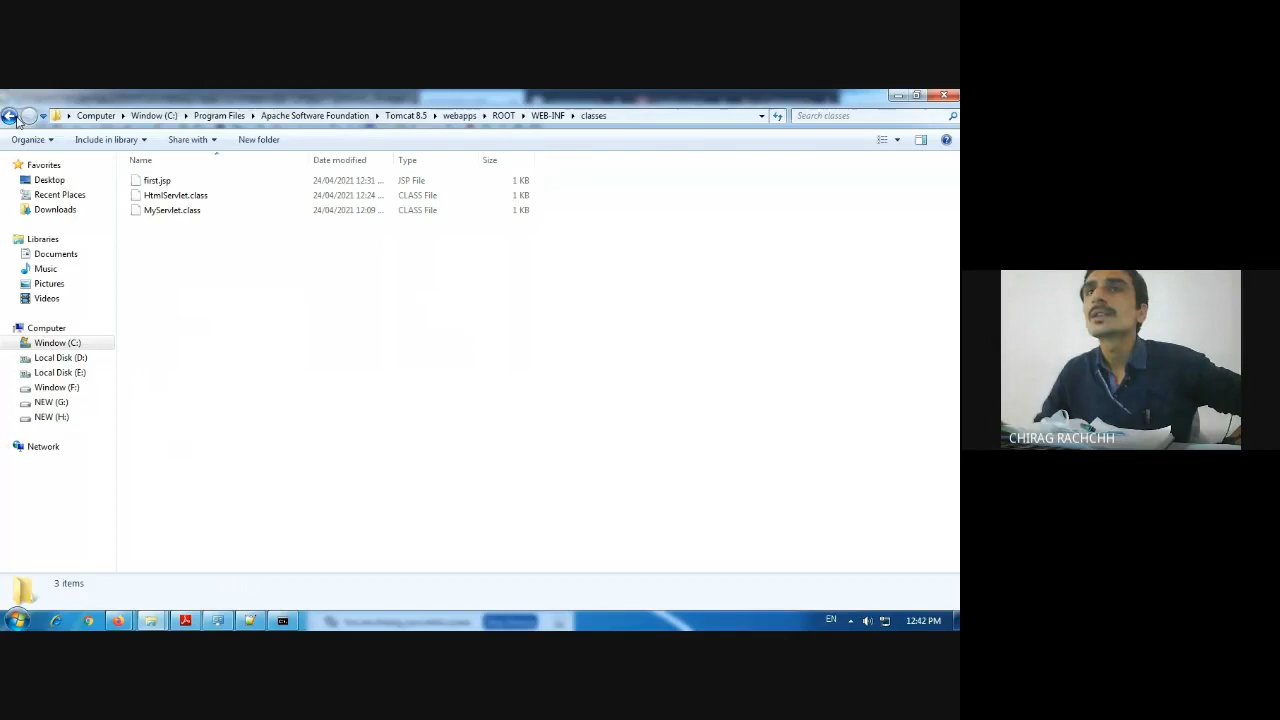 Computer Window (C:) Program Files Apache Software Foundation Tomcat 8.5 webapps ROOT WEB-INF classes
Search classes
Organize Include in library Share with New folder
Name Date modified Type Size
first.jsp 24/04/2021 12:31 ... JSP File 1 KB
HtmlServlet.class 24/04/2021 12:24 ... CLASS File 1 KB
MyServlet.class 24/04/2021 12:09 ... CLASS File 1 KB
Favorites
Desktop
Recent Places
Downloads
Libraries
Documents
Music
Pictures
Videos
Computer
Window (C:)
Local Disk (D:)
Local Disk (E:)
Window (F:)
NEW (G:)
NEW (H:)
Network
3 items
EN 12:42 PM
CHIRAG RACHCHH